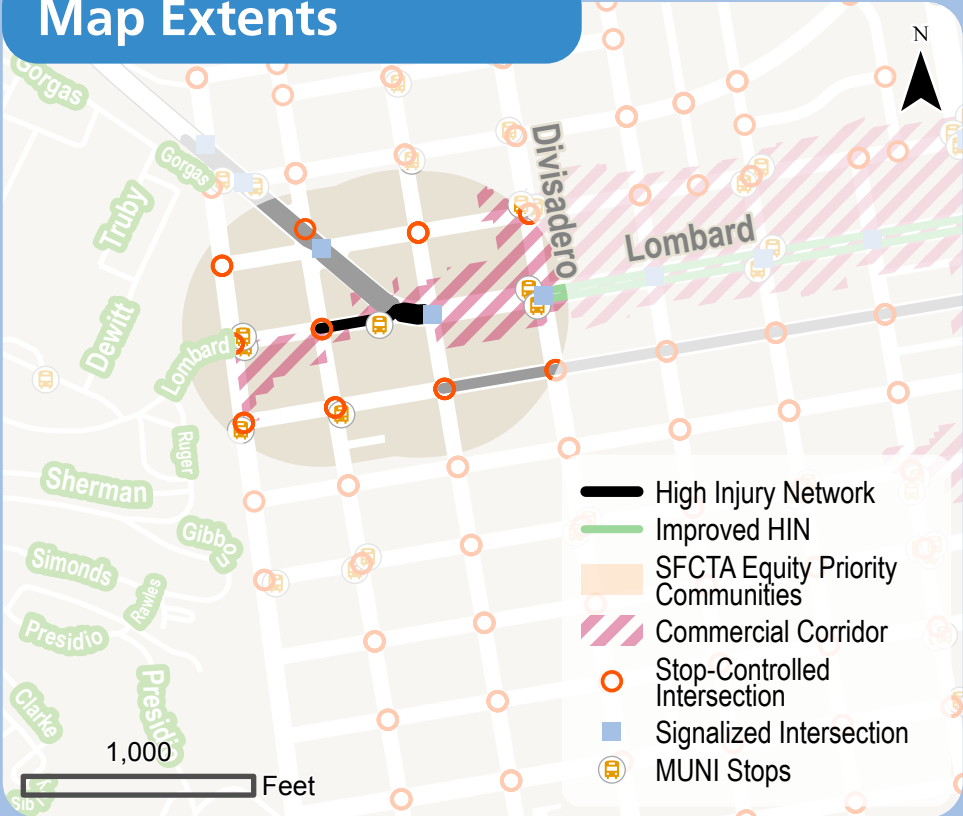 Map Extents
N
Gorgas
Gorgas
Truby
Divisadero
Lombard
Dewitt
Lombard
Ruger
Sherman
Gibbon
Simonds
Rawles
Presidio
Presidio
Clarke
High Injury Network
Improved HIN
SFCTA Equity Priority
Communities
Commercial Corridor
Stop-Controlled
Intersection
Signalized Intersection
MUNI Stops
1,000
Feet
Sib